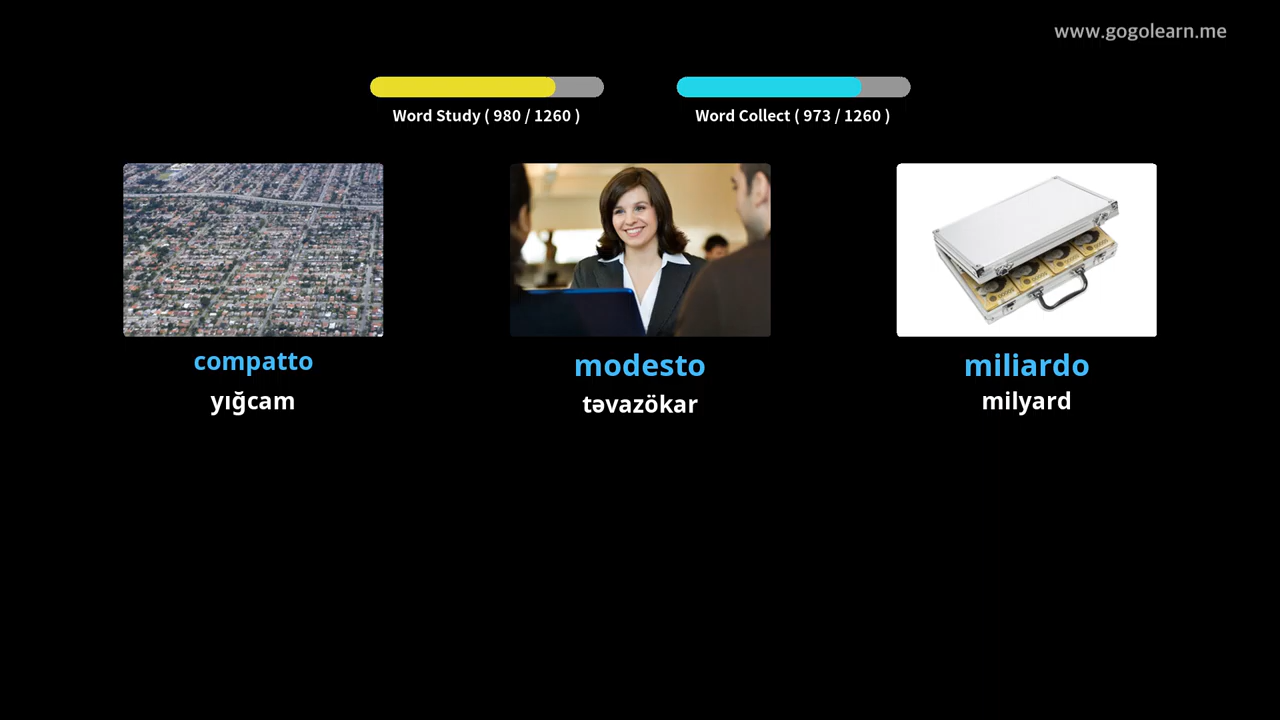 www.gogolearn.me
Word Study ( 980 / 1260 )
Word Collect ( 973 / 1260 )
compatto
modesto
miliardo
yığcam
təvazökar
milyard